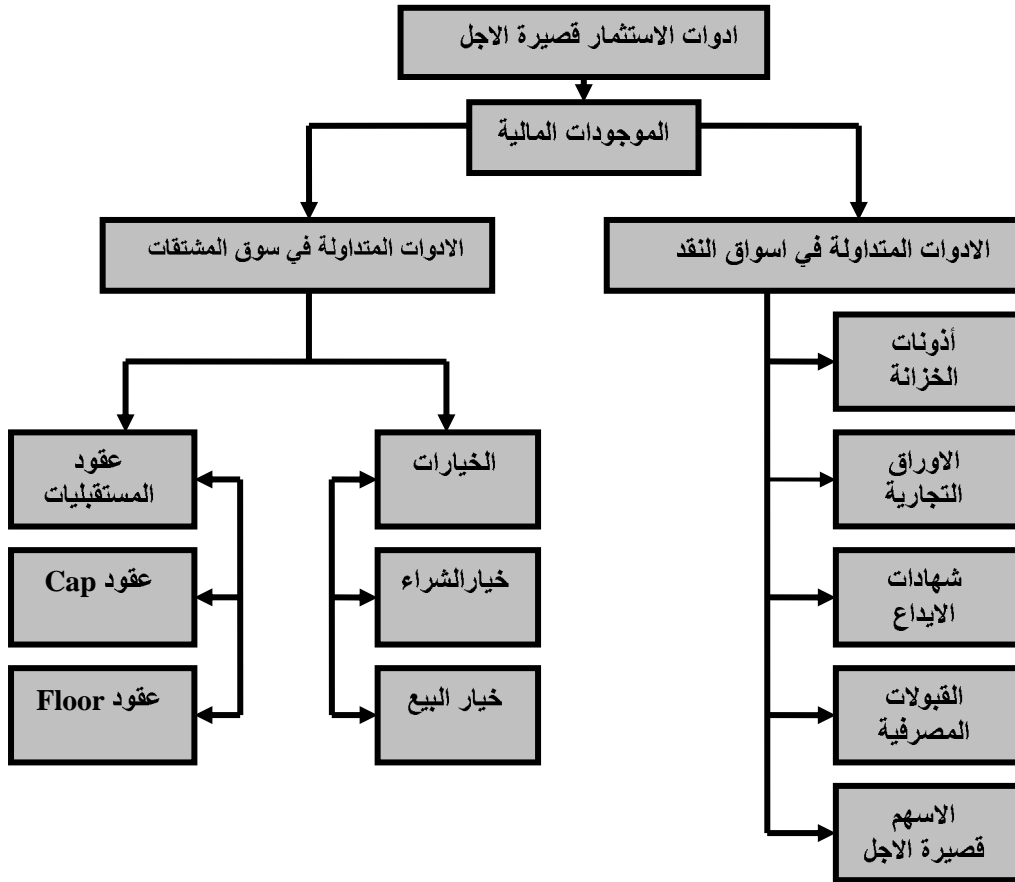 ادوات الاستثمار قصيرة الاجل
الموجودات المالية
الادوات المتداولة في اسواق النقد
الادوات المتداولة في سوق المشتقات
أذونات
الخزانة
الاوراق
التجارية
شهادات
الايداع
القبولات
المصرفية
الاسهم
قصيرة الاجل
الخيارات
خيارالشراء
خيار البيع
عقود
المستقبليات
عقود Cap
عقود Floor